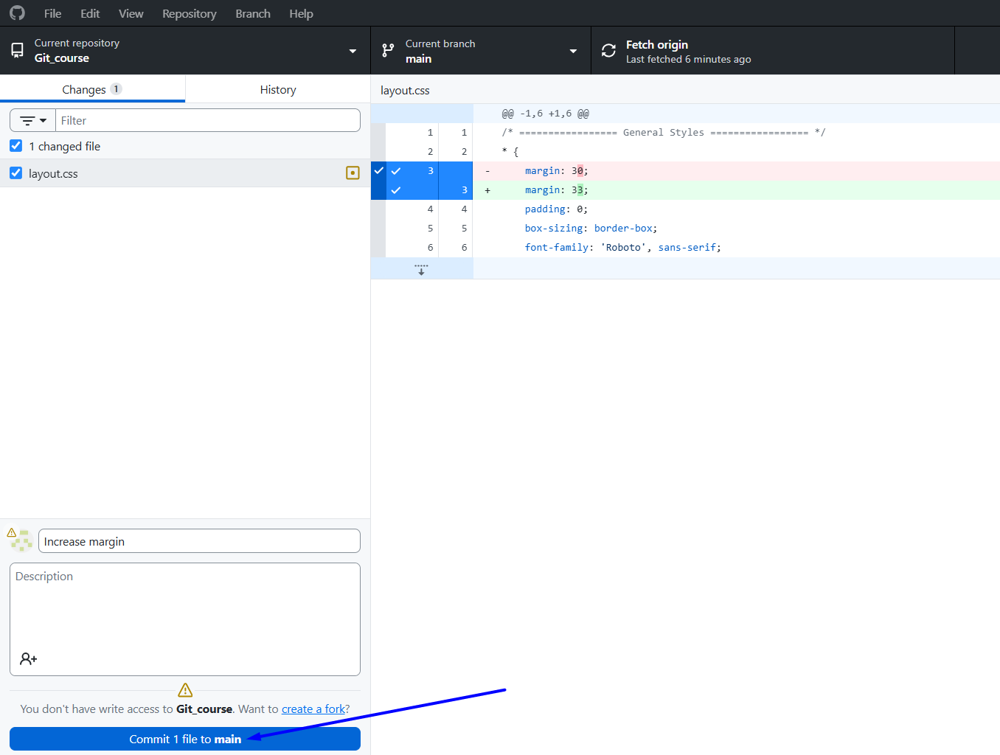 File Edit View Repository Branch Help
Current repository
Git_course
Current branch
main
Fetch origin
Last fetched 6 minutes ago
Changes 1
History
Filter
1 changed file
layout.css
layout.css
@@ -1,6 +1,6 @@
1 1 /* ================= General Styles ================= */
2 2 * {
3 - margin: 30;
3 + margin: 33;
4 4 padding: 0;
5 5 box-sizing: border-box;
6 6 font-family: 'Roboto', sans-serif;
Increase margin
Description
You don't have write access to Git_course. Want to create a fork?
Commit 1 file to main